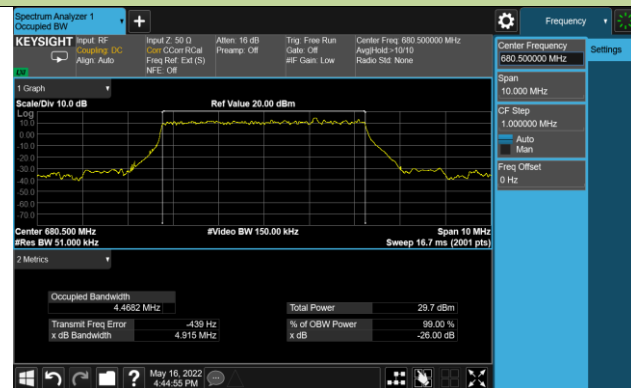 Spectrum Analyzer 1
Occupied BW
Frequency
KEYSIGHT
Input: RF
Coupling: DC
Align: Auto
Input Z: 50 Ω
Corr CCorr RCal
Freq Ref: Ext (S)
NFE: Off
Atten: 16 dB
Preamp: Off
Trig: Free Run
Gate: Off
#IF Gain: Low
Center Freq: 680.500000 MHz
Avg|Hold:>10/10
Radio Std: None
Center Frequency
680.500000 MHz
Settings
Span
10.000 MHz
CF Step
1.000000 MHz
Auto
Man
Freq Offset
0 Hz
1 Graph
Scale/Div 10.0 dB
Ref Value 20.00 dBm
Log
10.0
0.00
-10.0
-20.0
-30.0
-40.0
-50.0
-60.0
-70.0
Center 680.500 MHz
#Video BW 150.00 kHz
Span 10 MHz
#Res BW 51.000 kHz
Sweep 16.7 ms (2001 pts)
2 Metrics
Occupied Bandwidth
4.4682 MHz
Total Power 29.7 dBm
Transmit Freq Error -439 Hz
% of OBW Power 99.00 %
x dB Bandwidth 4.915 MHz
x dB -26.00 dB
May 16, 2022
4:44:55 PM